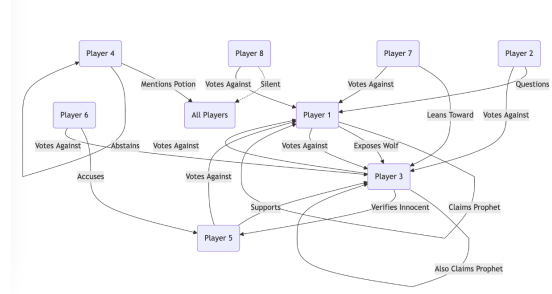 Player 4
Player 8
Player 7
Player 2
Mentions Potion
Votes Against
Silent
Votes Against
Questions
Player 6
All Players
Player 1
Leans Toward
Votes Against
Votes Against
Abstains
Votes Against
Votes Against
Exposes Wolf
Accuses
Votes Against
Player 3
Supports
Verifies Innocent
Claims Prophet
Player 5
Also Claims Prophet